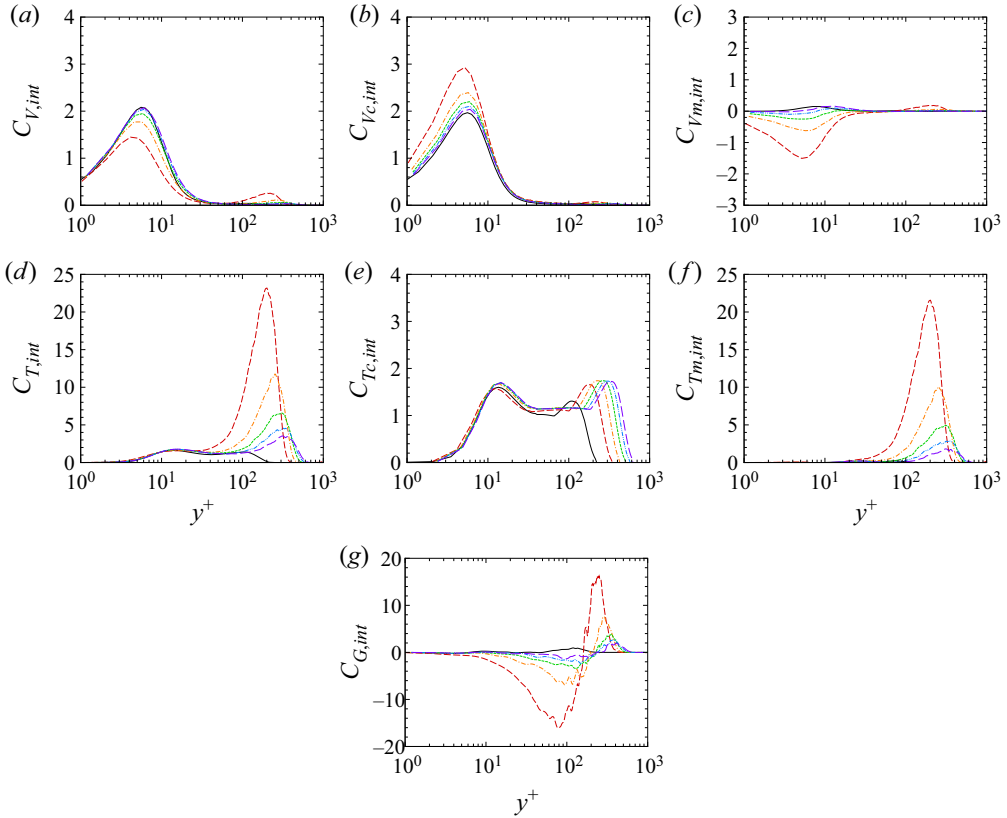 (a) (b) (c)
4 4 3
3 3 2
2 2 1
1 1 0
0 0 −1
−2
−3
C_{V,int} C_{Vc,int} C_{Vm,int}
10^0 10^1 10^2 10^3 10^0 10^1 10^2 10^3 10^0 10^1 10^2 10^3
(d) (e) (f)
25 4 25
20 3 20
15 2 15
10 1 10
5 0 5
0 0
C_{T,int} C_{Tc,int} C_{Tm,int}
10^0 10^1 10^2 10^3 10^0 10^1 10^2 10^3 10^0 10^1 10^2 10^3
y^+ y^+
(g)
20
10
0
−10
−20
C_{G,int}
10^0 10^1 10^2 10^3
y^+